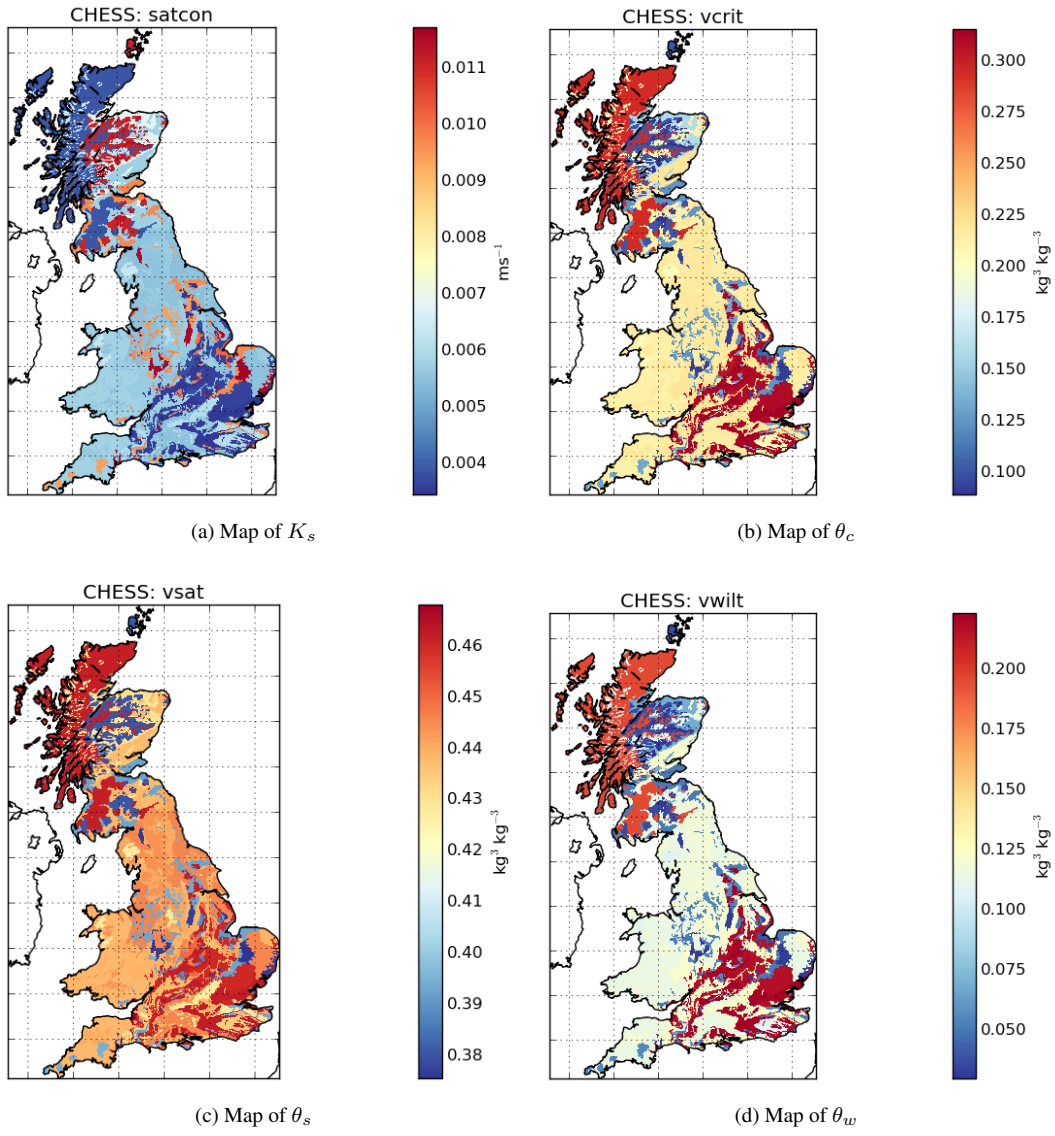 CHESS: satcon
0.011
0.010
0.009
0.008
0.007
0.006
0.005
0.004
ms⁻¹
(a) Map of Kₛ
CHESS: vcrit
0.300
0.275
0.250
0.225
0.200
0.175
0.150
0.125
0.100
kg³ kg⁻³
(b) Map of θ_c
CHESS: vsat
0.46
0.45
0.44
0.43
0.42
0.41
0.40
0.39
0.38
kg³ kg⁻³
(c) Map of θₛ
CHESS: vwilt
0.200
0.175
0.150
0.125
0.100
0.075
0.050
kg³ kg⁻³
(d) Map of θ_w